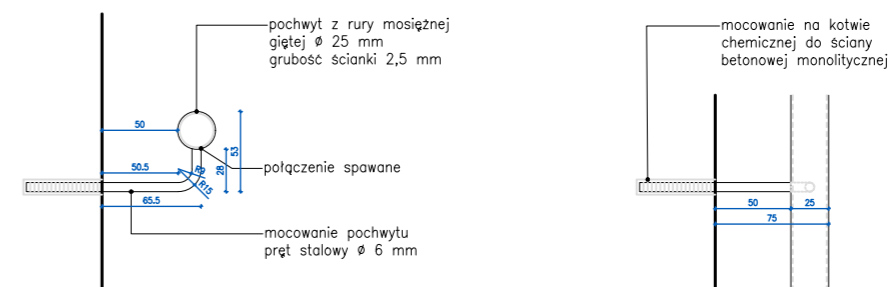 pochwyt z rury mosiężnej
giętej ø 25 mm
grubość ścianki 2,5 mm
50
53
28
50.5
R9
R15
65.5
połączenie spawane
mocowanie pochwytu
pręt stalowy ø 6 mm
mocowanie na kotwie
chemicznej do ściany
betonowej monolitycznej
50
25
75